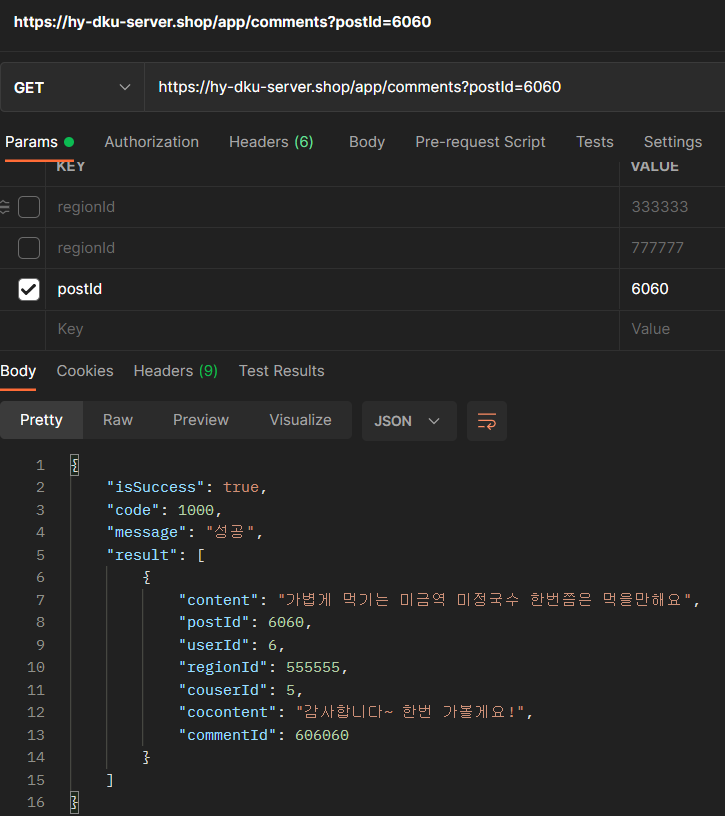 https://hy-dku-server.shop/app/comments?postId=6060
GET https://hy-dku-server.shop/app/comments?postId=6060
Params Authorization Headers (6) Body Pre-request Script Tests Settings
KEY VALUE
regionId 333333
regionId 777777
postId 6060
Key Value
Body Cookies Headers (9) Test Results
Pretty Raw Preview Visualize JSON
1 {
2 "isSuccess": true,
3 "code": 1000,
4 "message": "성공",
5 "result": [
6 {
7 "content": "가볍게 먹기는 미금역 미정국수 한번쯤은 먹을만해요",
8 "postId": 6060,
9 "userId": 6,
10 "regionId": 555555,
11 "couserId": 5,
12 "cocontent": "감사합니다~ 한번 가볼게요!",
13 "commentId": 606060
14 }
15 ]
16 }